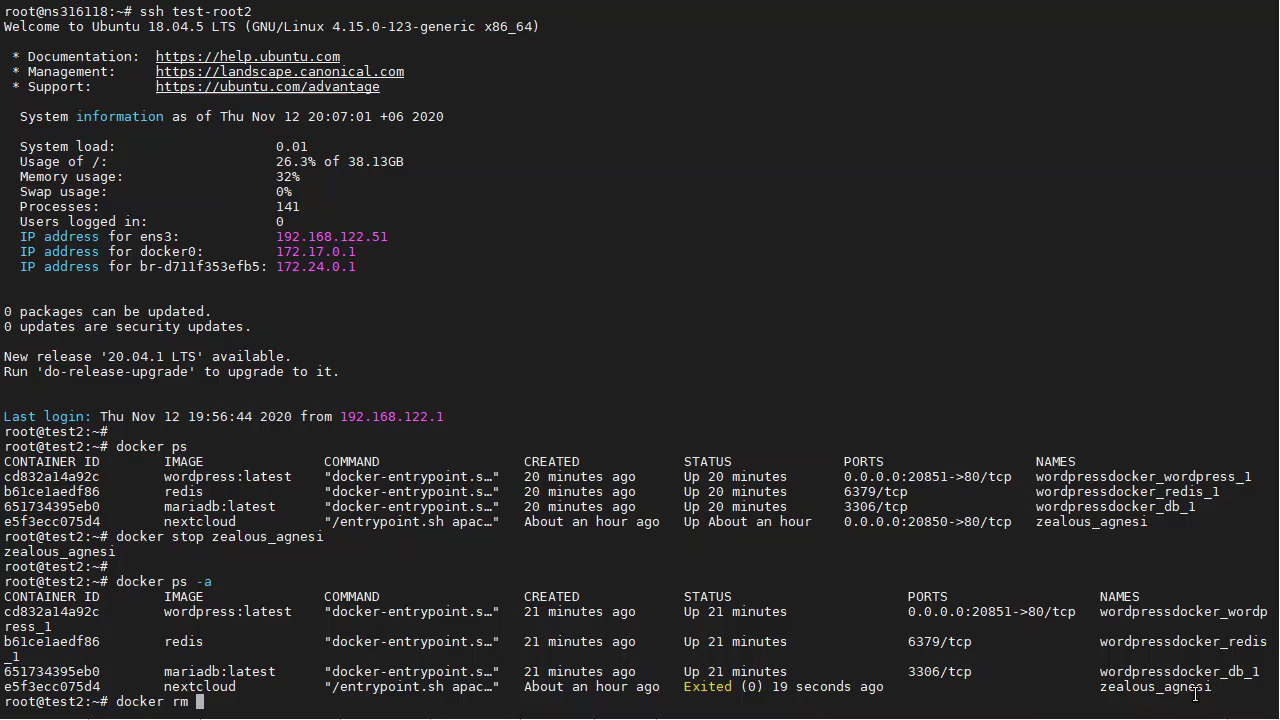 root@ns316118:~# ssh test-root2
Welcome to Ubuntu 18.04.5 LTS (GNU/Linux 4.15.0-123-generic x86_64)
* Documentation:  https://help.ubuntu.com
* Management:     https://landscape.canonical.com
* Support:        https://ubuntu.com/advantage
System information as of Thu Nov 12 20:07:01 +06 2020
System load:                    0.01
Usage of /:                     26.3% of 38.13GB
Memory usage:                   32%
Swap usage:                     0%
Processes:                      141
Users logged in:                0
IP address for ens3:            192.168.122.51
IP address for docker0:         172.17.0.1
IP address for br-d711f353efb5: 172.24.0.1
0 packages can be updated.
0 updates are security updates.
New release '20.04.1 LTS' available.
Run 'do-release-upgrade' to upgrade to it.
Last login: Thu Nov 12 19:56:44 2020 from 192.168.122.1
root@test2:~#
root@test2:~# docker ps
CONTAINER ID        IMAGE               COMMAND                  CREATED             STATUS              PORTS                   NAMES
cd832a14a92c        wordpress:latest    "docker-entrypoint.s…"   20 minutes ago      Up 20 minutes       0.0.0.0:20851->80/tcp   wordpressdocker_wordpress_1
b61ce1aedf86        redis               "docker-entrypoint.s…"   20 minutes ago      Up 20 minutes       6379/tcp                wordpressdocker_redis_1
651734395eb0        mariadb:latest      "docker-entrypoint.s…"   20 minutes ago      Up 20 minutes       3306/tcp                wordpressdocker_db_1
e5f3ecc075d4        nextcloud           "/entrypoint.sh apac…"   About an hour ago   Up About an hour    0.0.0.0:20850->80/tcp   zealous_agnesi
root@test2:~# docker stop zealous_agnesi
zealous_agnesi
root@test2:~#
root@test2:~# docker ps -a
CONTAINER ID        IMAGE               COMMAND                  CREATED             STATUS                      PORTS                   NAMES
cd832a14a92c        wordpress:latest    "docker-entrypoint.s…"   21 minutes ago      Up 21 minutes               0.0.0.0:20851->80/tcp   wordpressdocker_wordp
ress_1
b61ce1aedf86        redis               "docker-entrypoint.s…"   21 minutes ago      Up 21 minutes               6379/tcp                wordpressdocker_redis
_1
651734395eb0        mariadb:latest      "docker-entrypoint.s…"   21 minutes ago      Up 21 minutes               3306/tcp                wordpressdocker_db_1
e5f3ecc075d4        nextcloud           "/entrypoint.sh apac…"   About an hour ago   Exited (0) 19 seconds ago                           zealous_agnesi
root@test2:~# docker rm